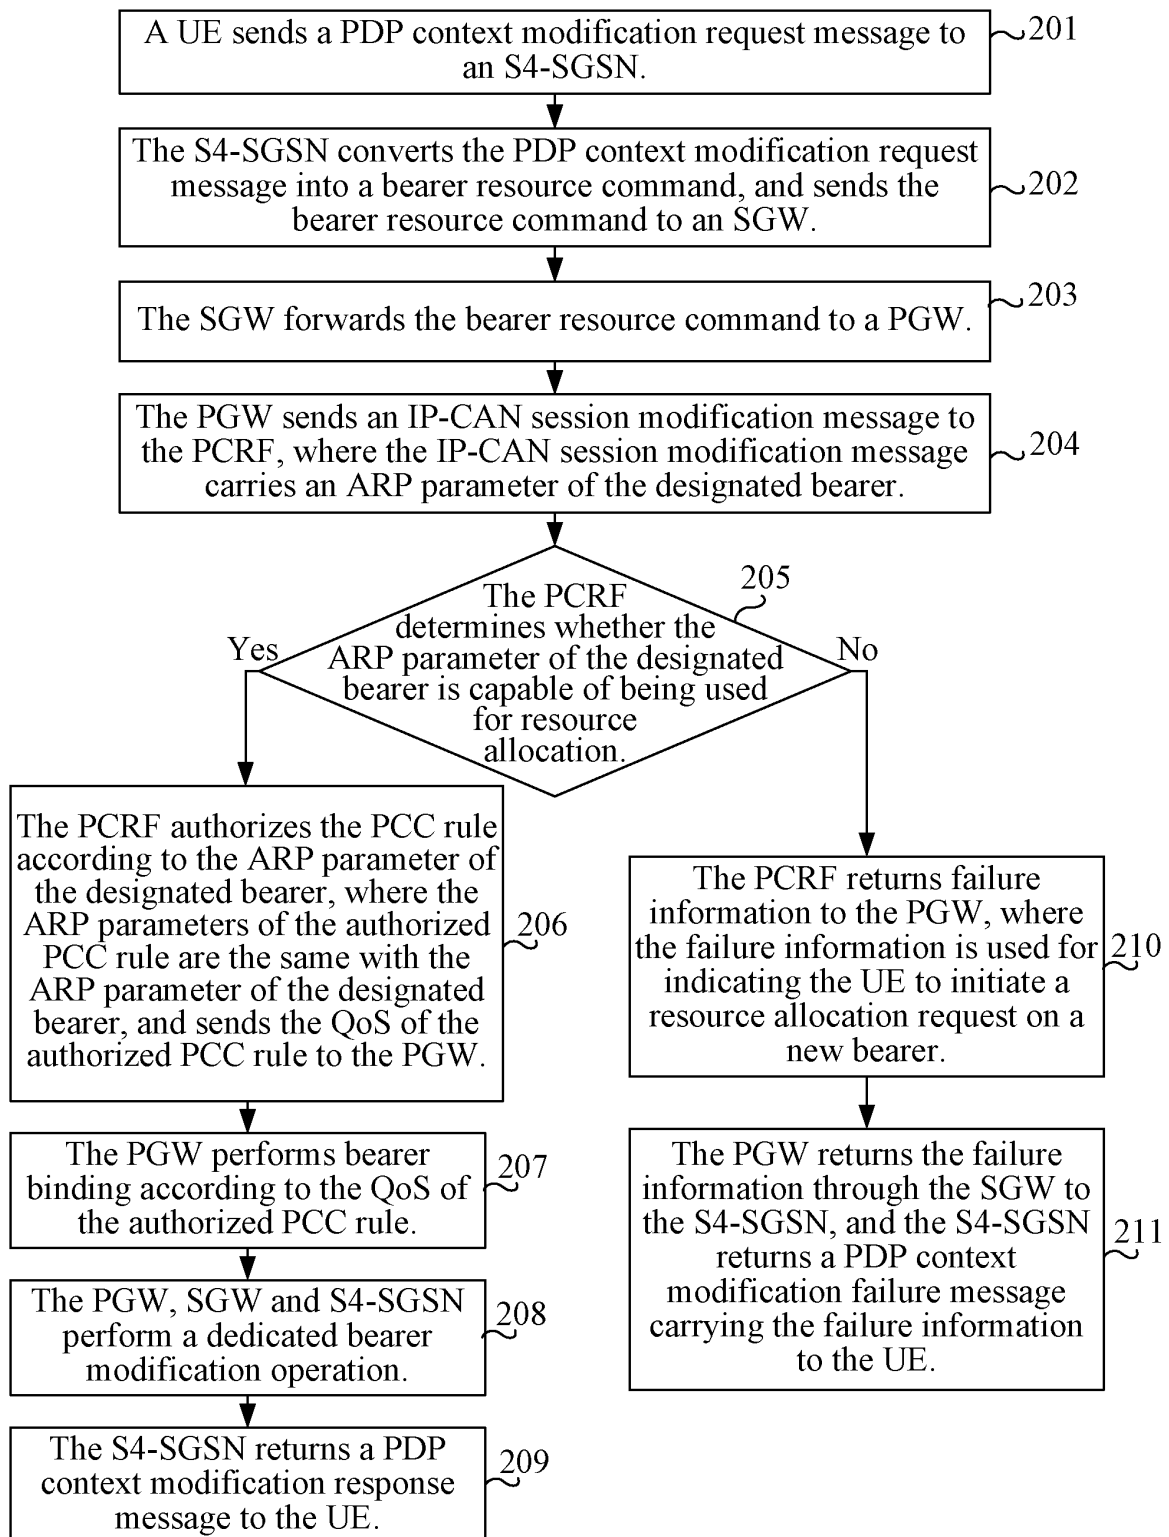 A UE sends a PDP context modification request message to
an S4-SGSN.
201
The S4-SGSN converts the PDP context modification request
message into a bearer resource command, and sends the
bearer resource command to an SGW.
202
The SGW forwards the bearer resource command to a PGW.
203
The PGW sends an IP-CAN session modification message to
the PCRF, where the IP-CAN session modification message
carries an ARP parameter of the designated bearer.
204
The PCRF
determines whether the
ARP parameter of the designated
bearer is capable of being used
for resource
allocation.
205
Yes
No
The PCRF authorizes the PCC rule
according to the ARP parameter of
the designated bearer, where the
ARP parameters of the authorized
PCC rule are the same with the
ARP parameter of the designated
bearer, and sends the QoS of the
authorized PCC rule to the PGW.
206
The PGW performs bearer
binding according to the QoS of
the authorized PCC rule.
207
The PGW, SGW and S4-SGSN
perform a dedicated bearer
modification operation.
208
The S4-SGSN returns a PDP
context modification response
message to the UE.
209
The PCRF returns failure
information to the PGW, where
the failure information is used for
indicating the UE to initiate a
resource allocation request on a
new bearer.
210
The PGW returns the failure
information through the SGW to
the S4-SGSN, and the S4-SGSN
returns a PDP context
modification failure message
carrying the failure information
to the UE.
211